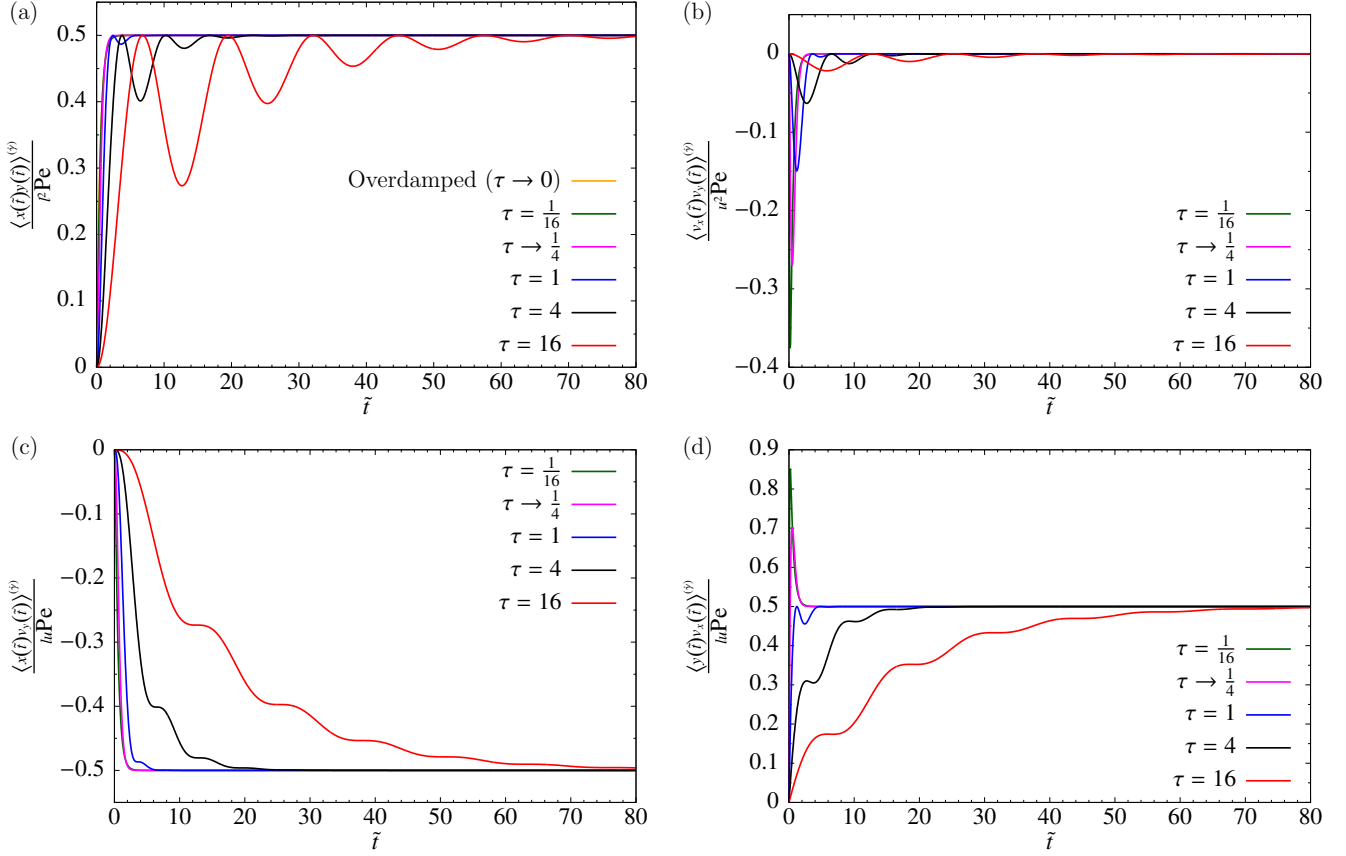 (a)
⟨x(t̃)y(t̃)⟩^(γ̇)
l²Pe
0.5
0.4
0.3
0.2
0.1
0
Overdamped (τ → 0)
τ = 1/16
τ → 1/4
τ = 1
τ = 4
τ = 16
0 10 20 30 40 50 60 70 80
t̃
(b)
⟨v_x(t̃)v_y(t̃)⟩^(γ̇)
u²Pe
0
−0.1
−0.2
−0.3
−0.4
τ = 1/16
τ → 1/4
τ = 1
τ = 4
τ = 16
0 10 20 30 40 50 60 70 80
t̃
(c)
⟨x(t̃)v_y(t̃)⟩^(γ̇)
luPe
0
−0.1
−0.2
−0.3
−0.4
−0.5
τ = 1/16
τ → 1/4
τ = 1
τ = 4
τ = 16
0 10 20 30 40 50 60 70 80
t̃
(d)
⟨y(t̃)v_x(t̃)⟩^(γ̇)
luPe
0.9
0.8
0.7
0.6
0.5
0.4
0.3
0.2
0.1
0
τ = 1/16
τ → 1/4
τ = 1
τ = 4
τ = 16
0 10 20 30 40 50 60 70 80
t̃